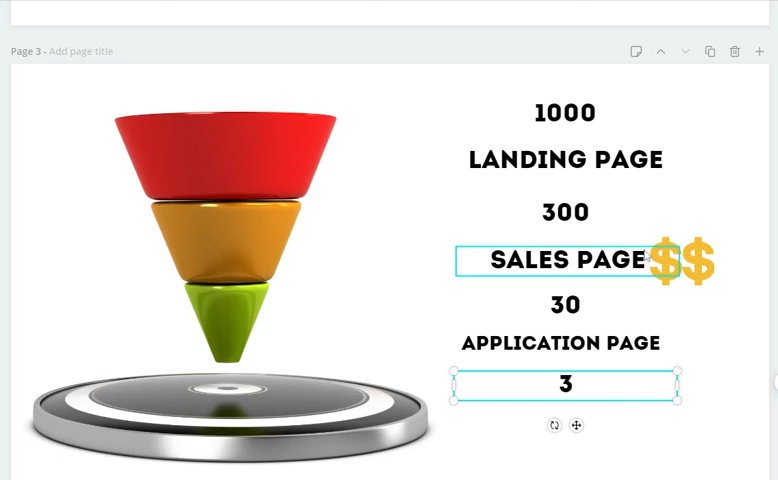 Page 3 - Add page title
1000
LANDING PAGE
300
SALES PAGE $$
30
APPLICATION PAGE
3